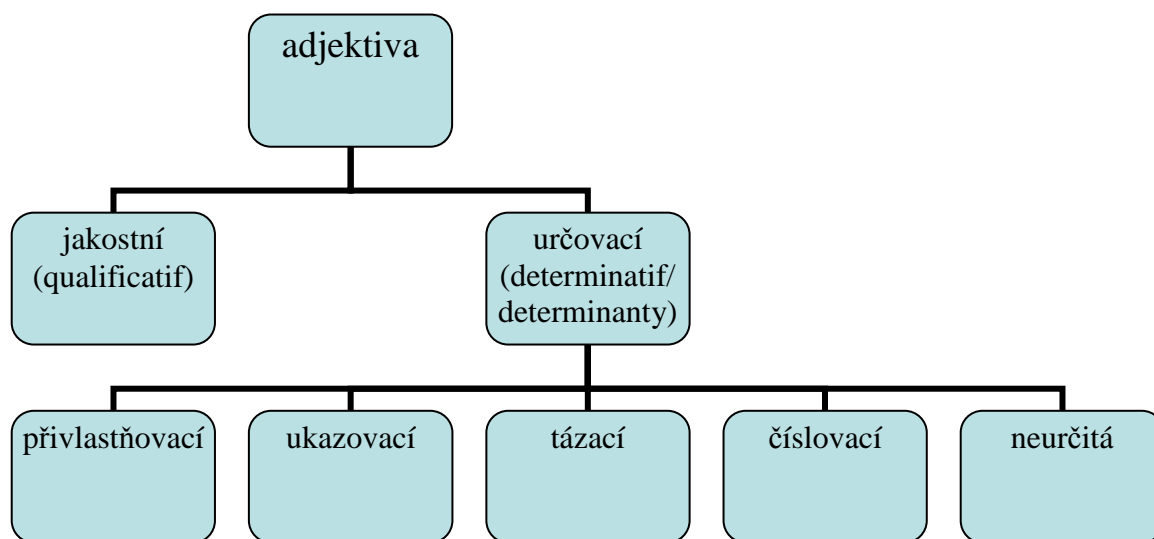 adjektiva
jakostní
(qualificatif)
určovací
(determinatif/
determinanty)
přivlastňovací
ukazovací
tázací
číslovací
neurčitá